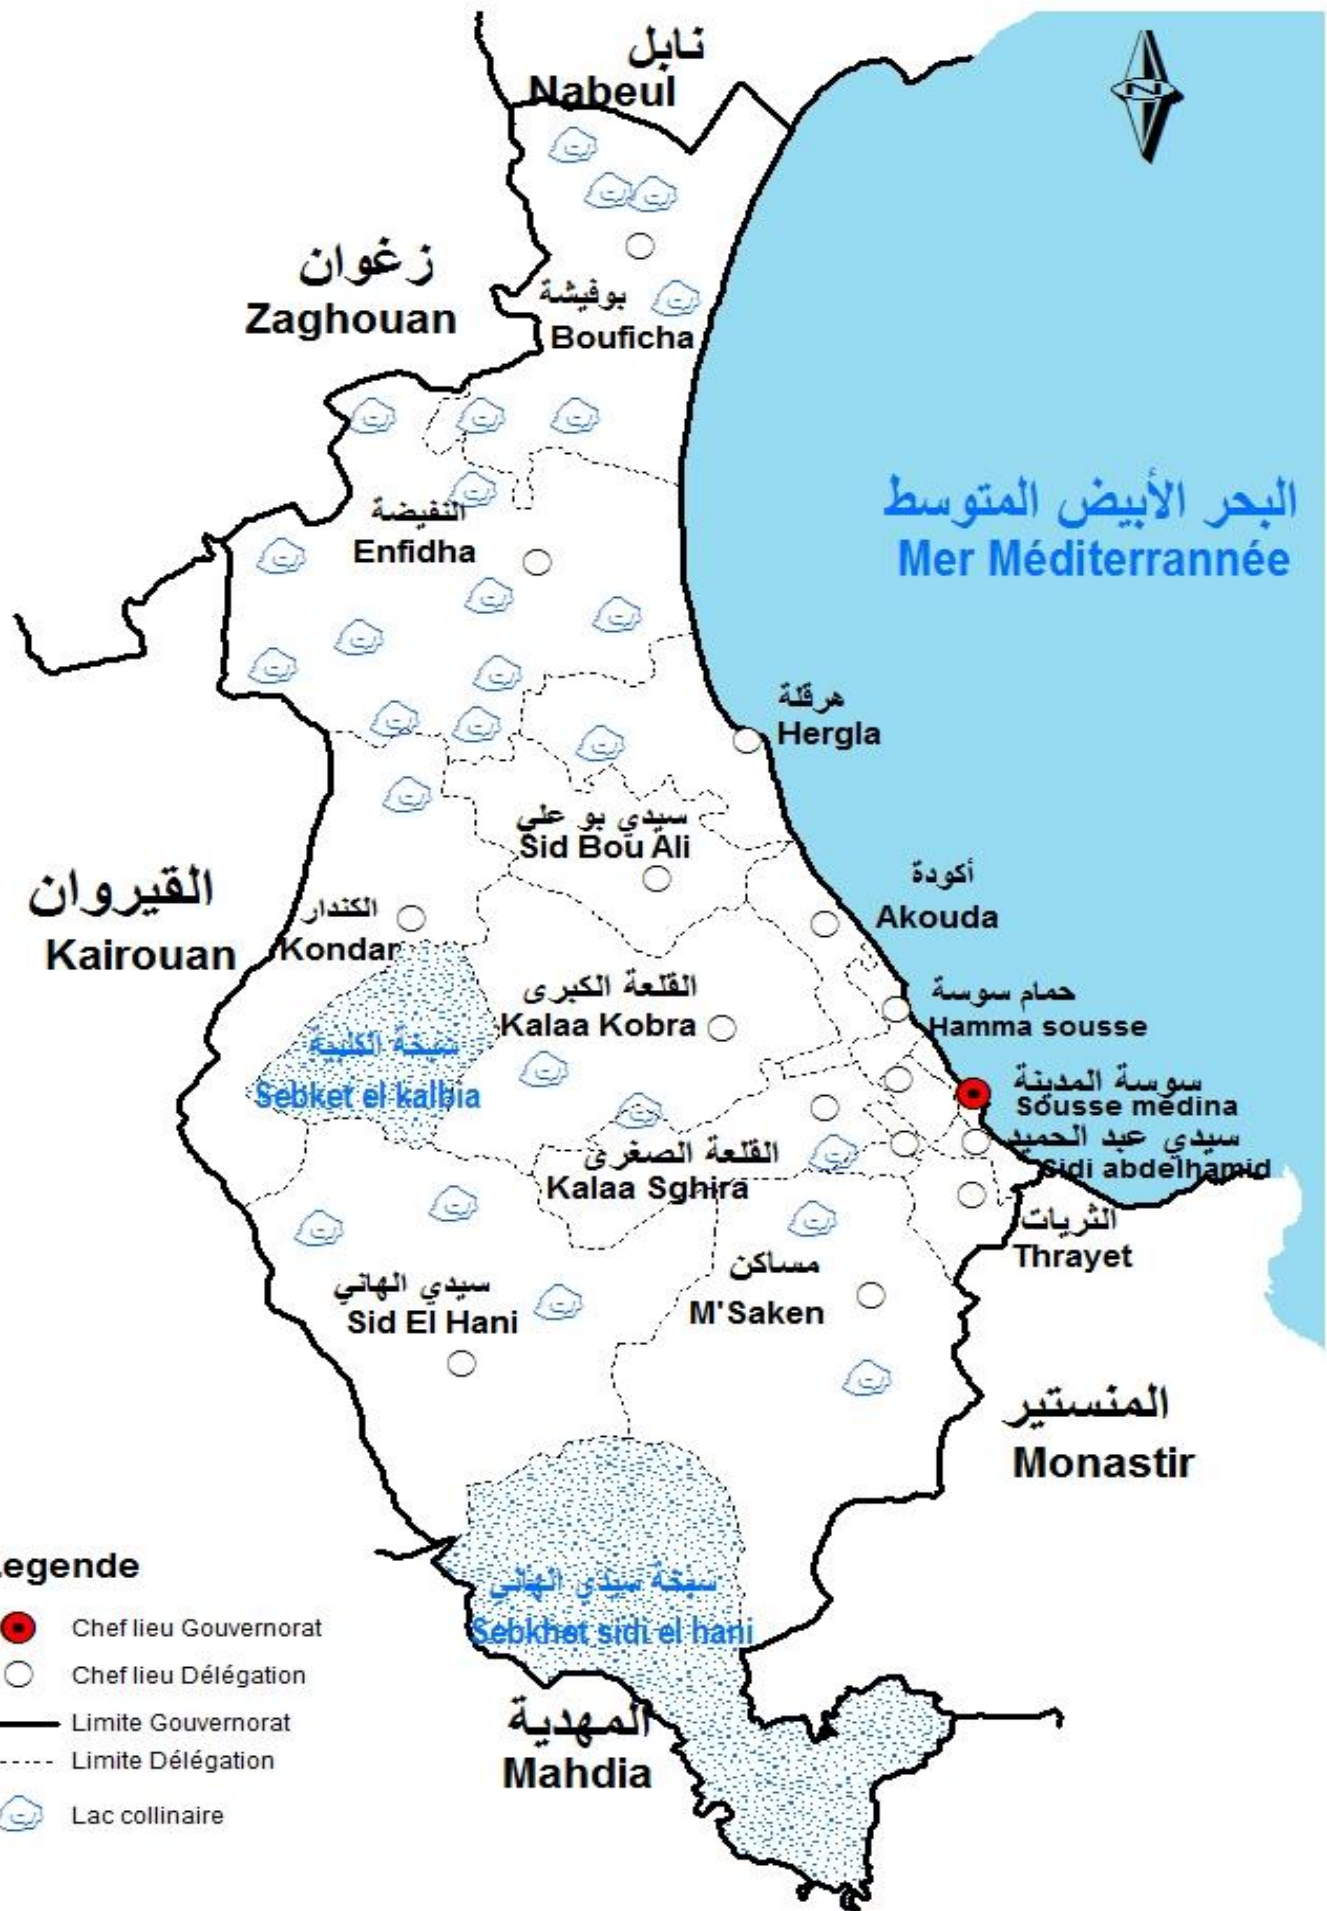 نابل
Nabeul
N
زغوان
Zaghouan
بوفيشة
Bouficha
البحر الأبيض المتوسط
Mer Méditerrannée
النفيضة
Enfidha
هرقلة
Hergla
سيدي بو علي
Sid Bou Ali
القيروان
Kairouan
الكندار
Kondar
أكودة
Akouda
القلعة الكبرى
Kalaa Kobra
حمام سوسة
Hamma sousse
سبخة الكلبية
Sebket el kalbia
سوسة المدينة
Sousse médina
سيدي عبد الحميد
Sidi abdelhamid
القلعة الصغرى
Kalaa Sghira
الثريات
Thrayet
مساكن
M'Saken
سيدي الهاني
Sid El Hani
المنستير
Monastir
سبخة سيدي الهاني
Sebkhet sidi el hani
المهدية
Mahdia
Legende
Chef lieu Gouvernorat
Chef lieu Délégation
Limite Gouvernorat
Limite Délégation
Lac collinaire